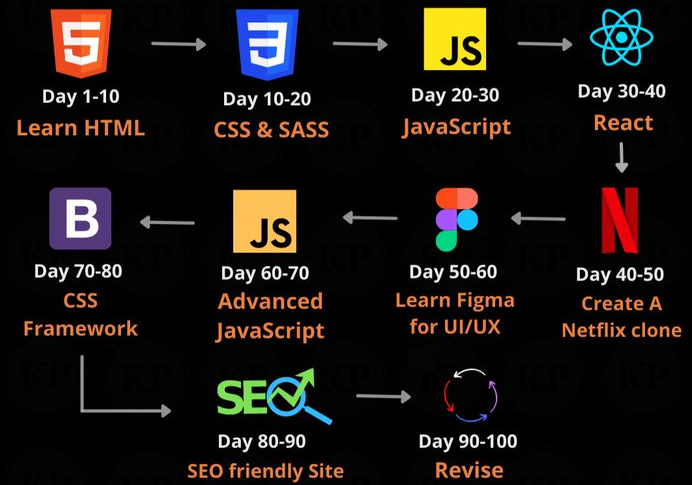 Day 1-10
Learn HTML
Day 10-20
CSS & SASS
JS
Day 20-30
JavaScript
Day 30-40
React
N
Day 40-50
Create A
Netflix clone
Day 50-60
Learn Figma
for UI/UX
JS
Day 60-70
Advanced
JavaScript
B
Day 70-80
CSS
Framework
SEO
Day 80-90
SEO friendly Site
Day 90-100
Revise
KP